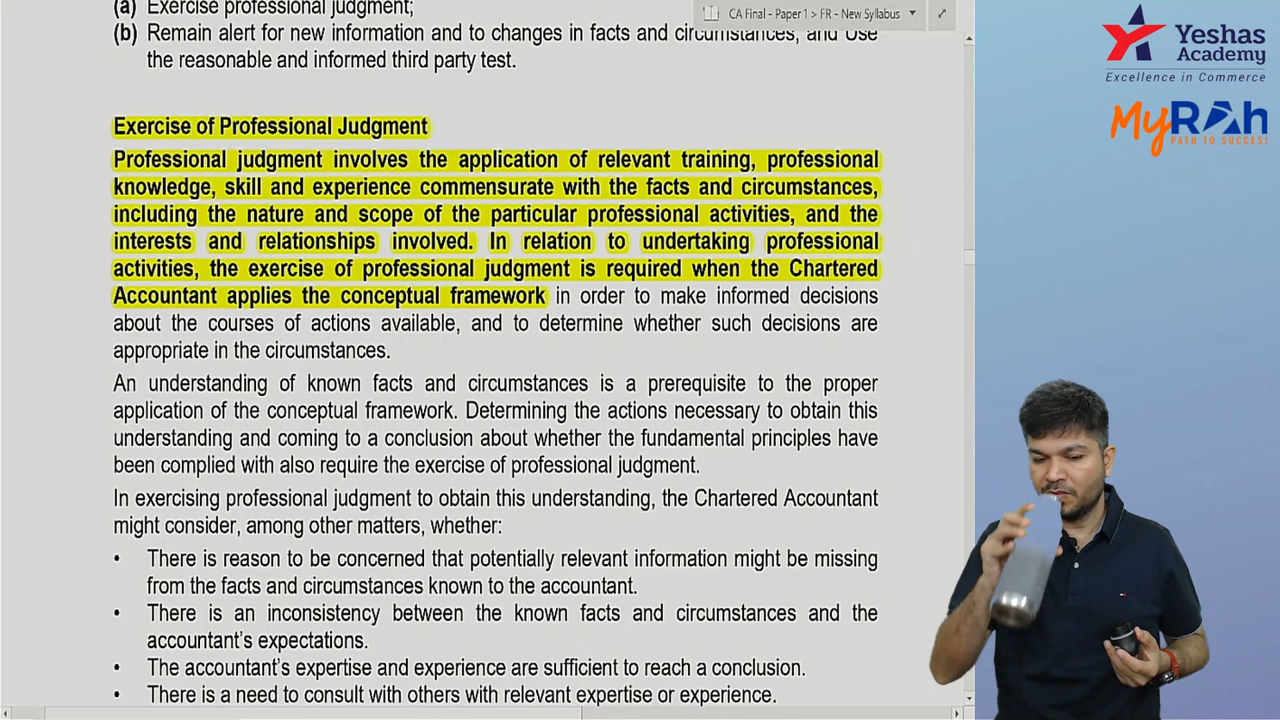 (a) Exercise professional judgment;
(b) Remain alert for new information and to changes in facts and circumstances, and use
the reasonable and informed third party test.
CA Final - Paper 1 > FR - New Syllabus
Yeshas
Academy
Excellence in Commerce
MyRAh
PATH TO SUCCESS
Exercise of Professional Judgment
Professional judgment involves the application of relevant training, professional
knowledge, skill and experience commensurate with the facts and circumstances,
including the nature and scope of the particular professional activities, and the
interests and relationships involved. In relation to undertaking professional
activities, the exercise of professional judgment is required when the Chartered
Accountant applies the conceptual framework in order to make informed decisions
about the courses of actions available, and to determine whether such decisions are
appropriate in the circumstances.
An understanding of known facts and circumstances is a prerequisite to the proper
application of the conceptual framework. Determining the actions necessary to obtain this
understanding and coming to a conclusion about whether the fundamental principles have
been complied with also require the exercise of professional judgment.
In exercising professional judgment to obtain this understanding, the Chartered Accountant
might consider, among other matters, whether:
• There is reason to be concerned that potentially relevant information might be missing
from the facts and circumstances known to the accountant.
• There is an inconsistency between the known facts and circumstances and the
accountant's expectations.
• The accountant's expertise and experience are sufficient to reach a conclusion.
• There is a need to consult with others with relevant expertise or experience.